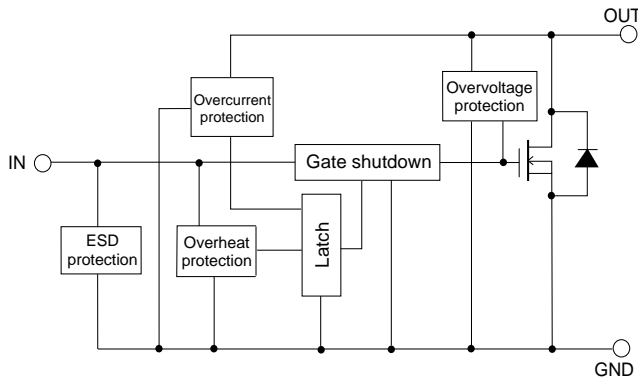 OUT
Overcurrent
protection
Overvoltage
protection
IN
Gate shutdown
ESD
protection
Overheat
protection
Latch
GND